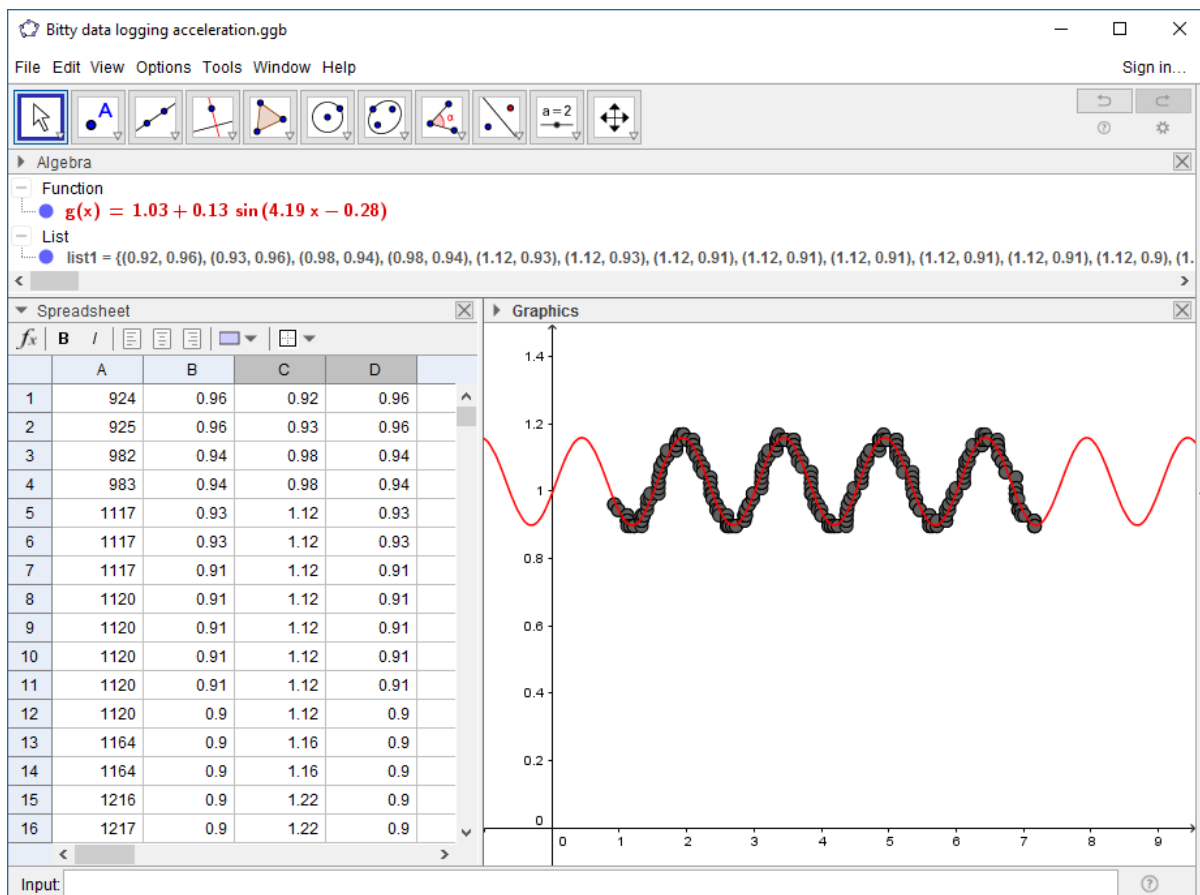 Bitty data logging acceleration.ggb
File Edit View Options Tools Window Help Sign in...
A α a = 2
Algebra
Function
g(x) = 1.03 + 0.13 sin(4.19 x − 0.28)
List
list1 = {(0.92, 0.96), (0.93, 0.96), (0.98, 0.94), (0.98, 0.94), (1.12, 0.93), (1.12, 0.93), (1.12, 0.91), (1.12, 0.91), (1.12, 0.91), (1.12, 0.91), (1.12, 0.91), (1.12, 0.9), (1.
Spreadsheet
fx B I
A B C D
1 924 0.96 0.92 0.96
2 925 0.96 0.93 0.96
3 982 0.94 0.98 0.94
4 983 0.94 0.98 0.94
5 1117 0.93 1.12 0.93
6 1117 0.93 1.12 0.93
7 1117 0.91 1.12 0.91
8 1120 0.91 1.12 0.91
9 1120 0.91 1.12 0.91
10 1120 0.91 1.12 0.91
11 1120 0.91 1.12 0.91
12 1120 0.9 1.12 0.9
13 1164 0.9 1.16 0.9
14 1164 0.9 1.16 0.9
15 1216 0.9 1.22 0.9
16 1217 0.9 1.22 0.9
Graphics
1.4
1.2
1
0.8
0.6
0.4
0.2
0
0 1 2 3 4 5 6 7 8 9
Input: